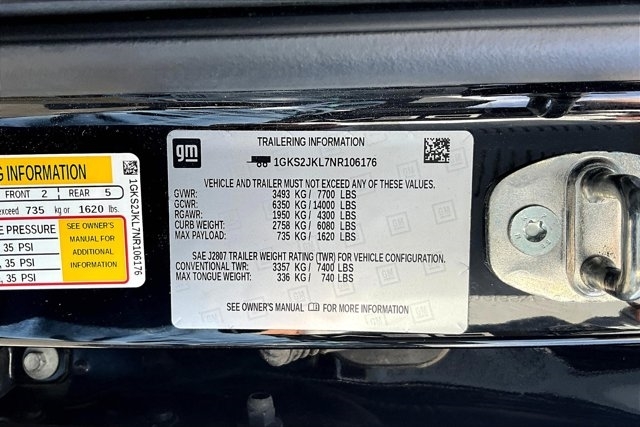 G INFORMATION
FRONT 2 REAR 5
exceed 735 kg or 1620 lbs.
E PRESSURE
, 35 PSI
, 35 PSI
, 35 PSI
SEE OWNER'S
MANUAL FOR
ADDITIONAL
INFORMATION
1GKS2JKL7NR106176
gm
TRAILERING INFORMATION
1GKS2JKL7NR106176
VEHICLE AND TRAILER MUST NOT EXCEED ANY OF THESE VALUES.
GVWR: 3493 KG / 7700 LBS
GCWR: 6350 KG / 14000 LBS
RGAWR: 1950 KG / 4300 LBS
CURB WEIGHT: 2758 KG / 6080 LBS
MAX PAYLOAD: 735 KG / 1620 LBS
SAE J2807 TRAILER WEIGHT RATING (TWR) FOR VEHICLE CONFIGURATION.
CONVENTIONAL TWR: 3357 KG / 7400 LBS
MAX TONGUE WEIGHT: 336 KG / 740 LBS
SEE OWNER'S MANUAL FOR MORE INFORMATION